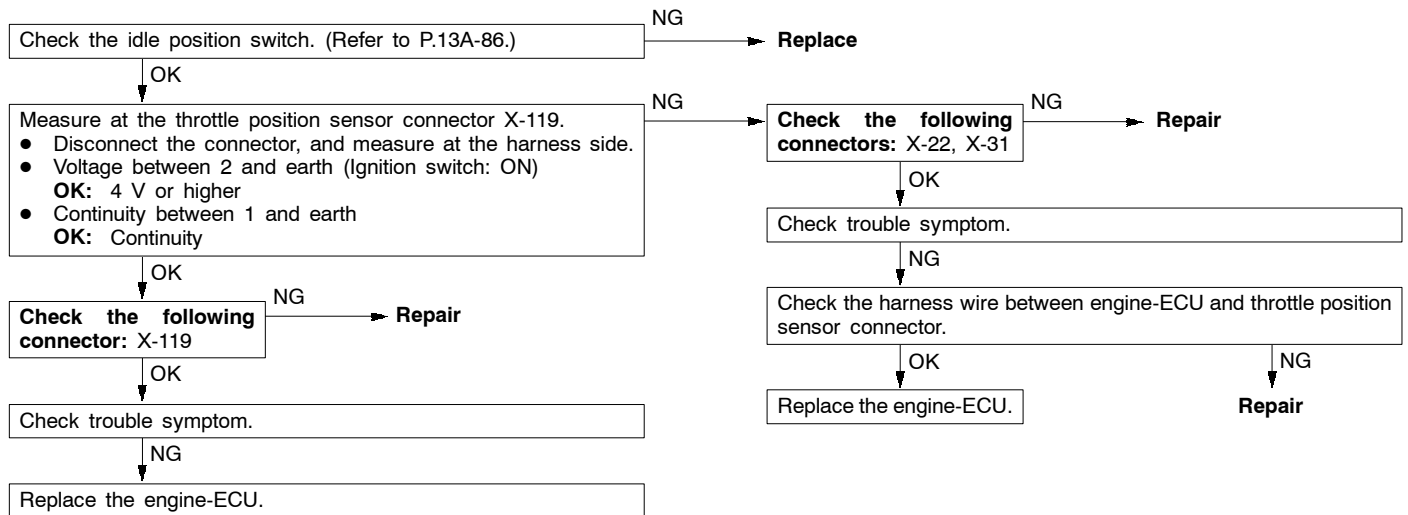 Check the idle position switch. (Refer to P.13A-86.)
NG
Replace
OK
Measure at the throttle position sensor connector X-119.
● Disconnect the connector, and measure at the harness side.
● Voltage between 2 and earth (Ignition switch: ON)
OK: 4 V or higher
● Continuity between 1 and earth
OK: Continuity
NG
Check the following
connectors: X-22, X-31
NG
Repair
OK
Check trouble symptom.
NG
Check the harness wire between engine-ECU and throttle position
sensor connector.
OK
Replace the engine-ECU.
NG
Repair
OK
Check the following
connector: X-119
NG
Repair
OK
Check trouble symptom.
NG
Replace the engine-ECU.